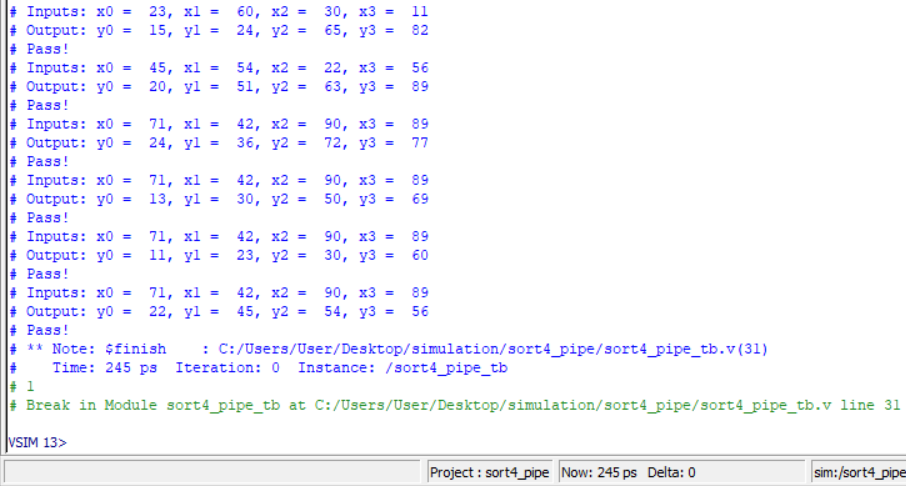 # Inputs: x0 =  23, x1 =  60, x2 =  30, x3 =  11
# Output: y0 =  15, y1 =  24, y2 =  65, y3 =  82
# Pass!
# Inputs: x0 =  45, x1 =  54, x2 =  22, x3 =  56
# Output: y0 =  20, y1 =  51, y2 =  63, y3 =  89
# Pass!
# Inputs: x0 =  71, x1 =  42, x2 =  90, x3 =  89
# Output: y0 =  24, y1 =  36, y2 =  72, y3 =  77
# Pass!
# Inputs: x0 =  71, x1 =  42, x2 =  90, x3 =  89
# Output: y0 =  13, y1 =  30, y2 =  50, y3 =  69
# Pass!
# Inputs: x0 =  71, x1 =  42, x2 =  90, x3 =  89
# Output: y0 =  11, y1 =  23, y2 =  30, y3 =  60
# Pass!
# Inputs: x0 =  71, x1 =  42, x2 =  90, x3 =  89
# Output: y0 =  22, y1 =  45, y2 =  54, y3 =  56
# Pass!
# ** Note: $finish    : C:/Users/User/Desktop/simulation/sort4_pipe/sort4_pipe_tb.v(31)
#    Time: 245 ps  Iteration: 0  Instance: /sort4_pipe_tb
# 1
# Break in Module sort4_pipe_tb at C:/Users/User/Desktop/simulation/sort4_pipe/sort4_pipe_tb.v line 31
VSIM 13>
Project : sort4_pipe Now: 245 ps Delta: 0 sim:/sort4_pipe